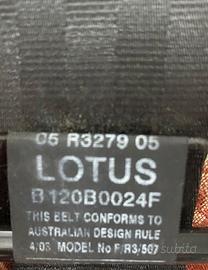 05 R3279 05
LOTUS
B120B0024F
THIS BELT CONFORMS TO
AUSTRALIAN DESIGN RULE
4/03 MODEL No F/R3/507
subito